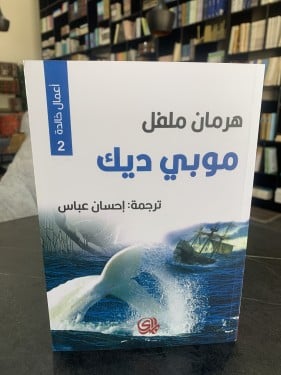 أعمال خالدة
2
هرمان ملفل
موبي ديك
ترجمة: إحسان عباس